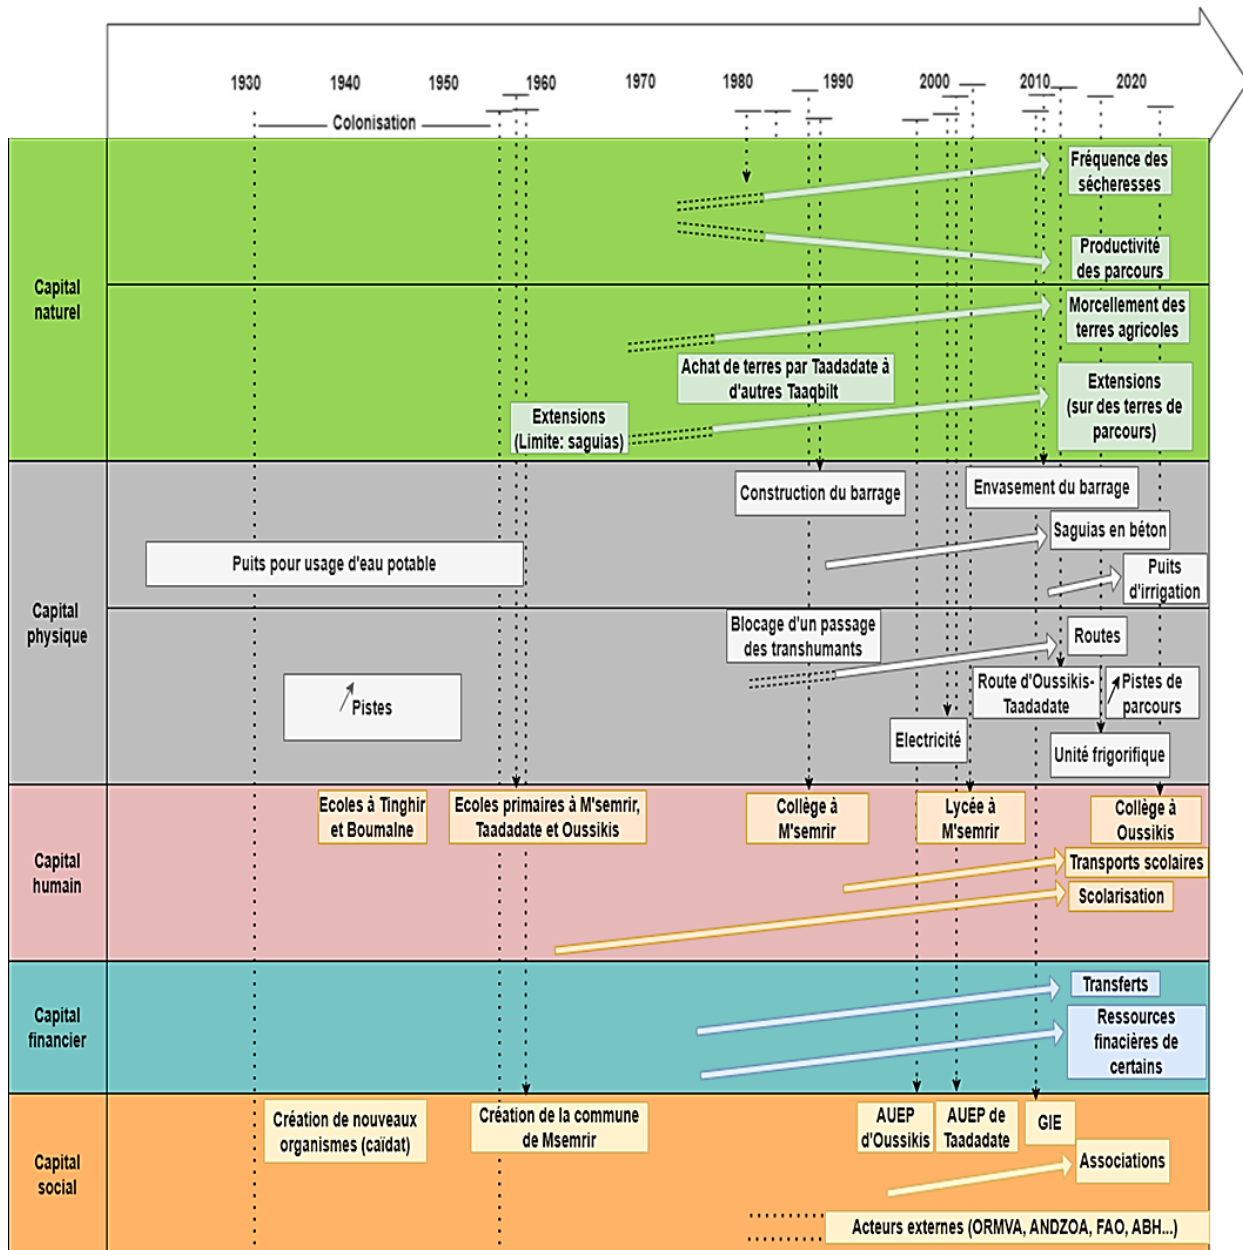 1930 1940 1950 1960 1970 1980 1990 2000 2010 2020
Colonisation
Capital
naturel
Fréquence des
sécheresses
Productivité
des parcours
Morcellement des
terres agricoles
Achat de terres par Taadadate à
d'autres Taaqbilt
Extensions
(Limite: saguias)
Extensions
(sur des terres de
parcours)
Capital
physique
Construction du barrage
Envasement du barrage
Saguias en béton
Puits pour usage d'eau potable
Puits
d'irrigation
Blocage d'un passage
des transhumants
Routes
Pistes
Route d'Oussikis-
Taadadate
Pistes de
parcours
Electricité
Unité frigorifique
Capital
humain
Ecoles à Tinghir
et Boumalne
Ecoles primaires à M'semrir,
Taadadate et Oussikis
Collège à
M'semrir
Lycée à
M'semrir
Collège à
Oussikis
Transports scolaires
Scolarisation
Capital
financier
Transferts
Ressources
finacières de
certains
Capital
social
Création de nouveaux
organismes (caïdat)
Création de la commune
de Msemrir
AUEP
d'Oussikis
AUEP de
Taadadate
GIE
Associations
Acteurs externes (ORMVA, ANDZOA, FAO, ABH...)